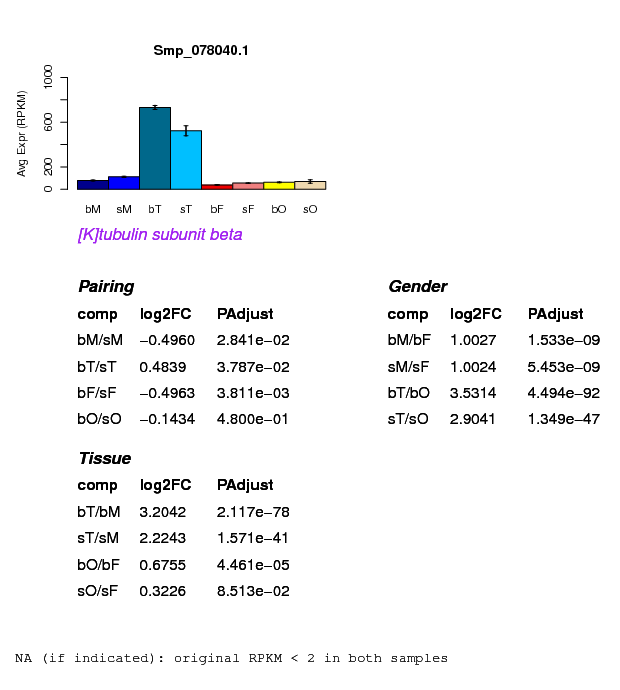 Smp_078040.1
Avg Expr (RPKM)
1000
600
200
0
bM sM bT sT bF sF bO sO
[K]tubulin subunit beta
Pairing
comp log2FC PAdjust
bM/sM −0.4960 2.841e−02
bT/sT 0.4839 3.787e−02
bF/sF −0.4963 3.811e−03
bO/sO −0.1434 4.800e−01
Gender
comp log2FC PAdjust
bM/bF 1.0027 1.533e−09
sM/sF 1.0024 5.453e−09
bT/bO 3.5314 4.494e−92
sT/sO 2.9041 1.349e−47
Tissue
comp log2FC PAdjust
bT/bM 3.2042 2.117e−78
sT/sM 2.2243 1.571e−41
bO/bF 0.6755 4.461e−05
sO/sF 0.3226 8.513e−02
NA (if indicated): original RPKM < 2 in both samples